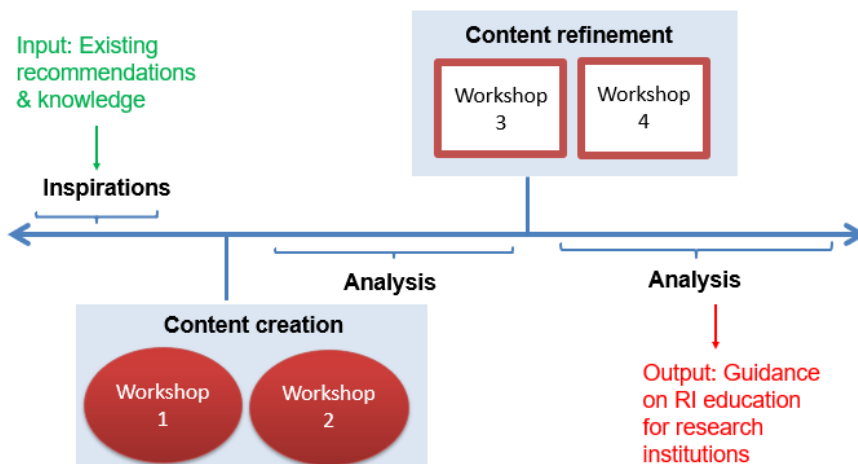 Input: Existing
recommendations
& knowledge
Inspirations
Content refinement
Workshop
3
Workshop
4
Analysis
Analysis
Content creation
Workshop
1
Workshop
2
Output: Guidance
on RI education
for research
institutions